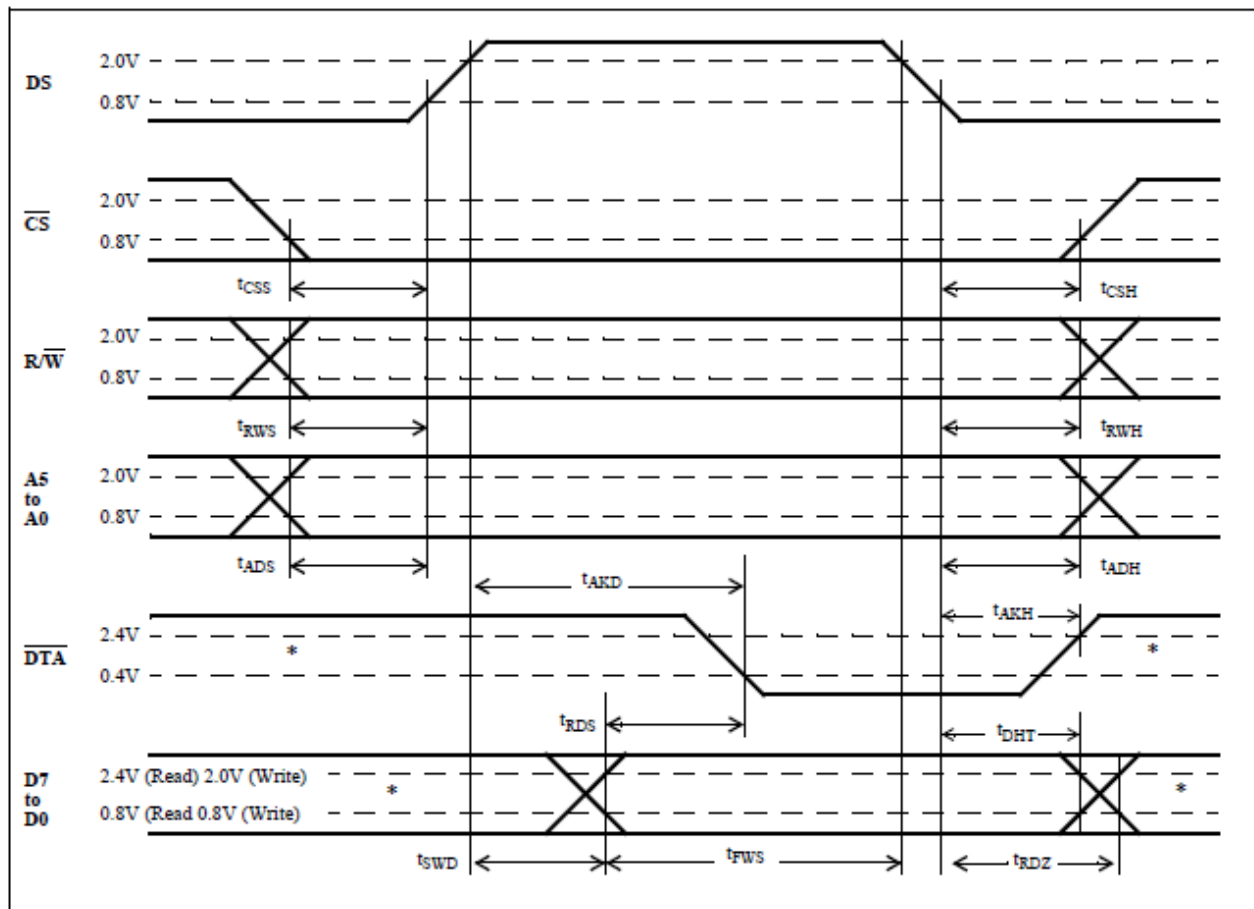 DS
2.0V
0.8V
CS
2.0V
0.8V
tCSS
tCSH
R/W
2.0V
0.8V
tRWS
tRWH
A5
to
A0
2.0V
0.8V
tADS
tAKD
tADH
DTA
2.4V
0.4V
*
tAKH
*
tRDS
tDHT
D7
to
D0
2.4V (Read) 2.0V (Write)
*
*
0.8V (Read 0.8V (Write)
tSWD
tFWS
tRDZ